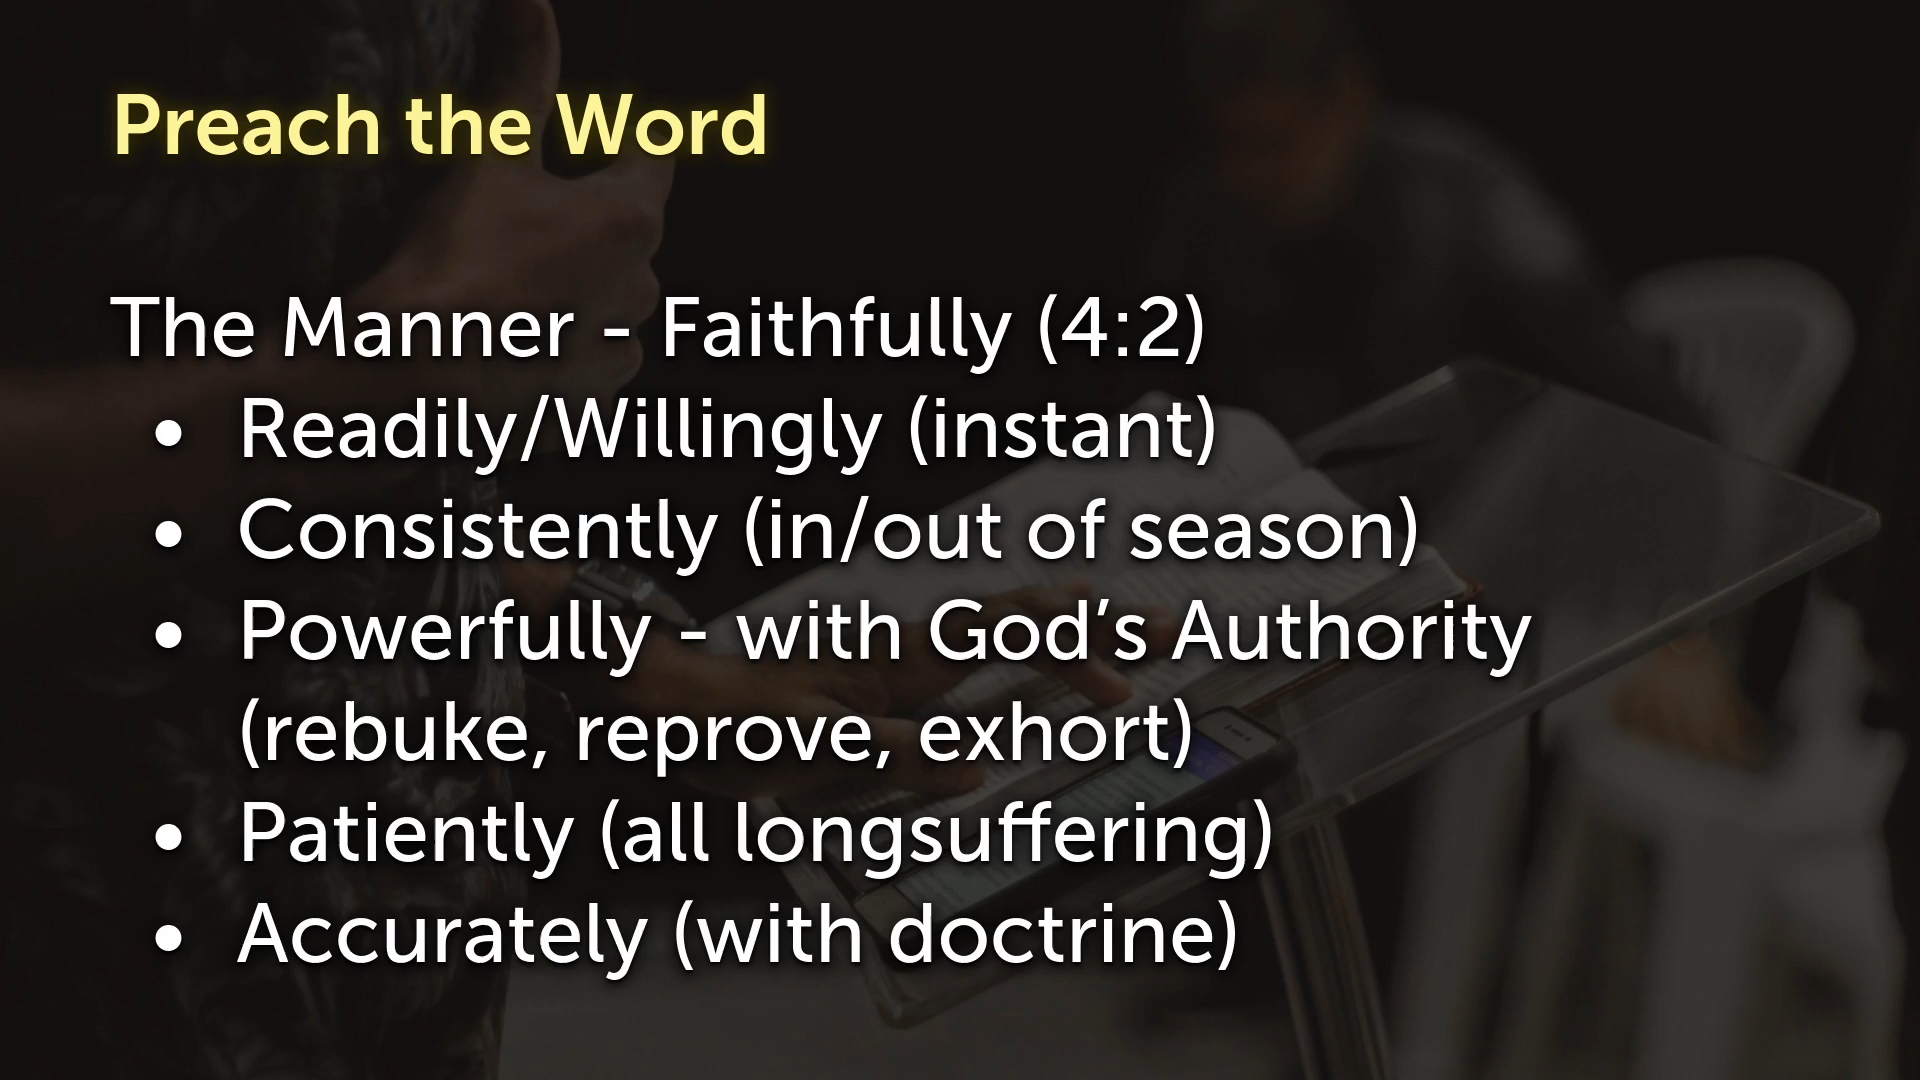 Preach the Word
The Manner - Faithfully (4:2)
• Readily/Willingly (instant)
• Consistently (in/out of season)
• Powerfully - with God’s Authority
(rebuke, reprove, exhort)
• Patiently (all longsuffering)
• Accurately (with doctrine)